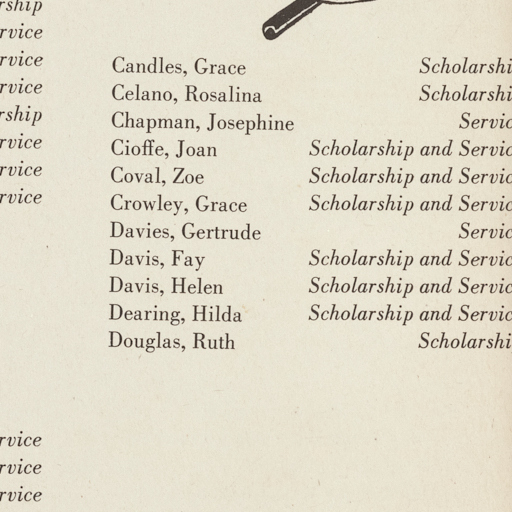 rship
rvice
rvice
rvice
rship
rvice
rvice
rvice
Candles, Grace Scholarshi
Celano, Rosalina Scholarshi
Chapman, Josephine Servic
Cioffe, Joan Scholarship and Servic
Coval, Zoe Scholarship and Servic
Crowley, Grace Scholarship and Servic
Davies, Gertrude Servic
Davis, Fay Scholarship and Servic
Davis, Helen Scholarship and Servic
Dearing, Hilda Scholarship and Servic
Douglas, Ruth Scholarshi
rvice
rvice
rvice